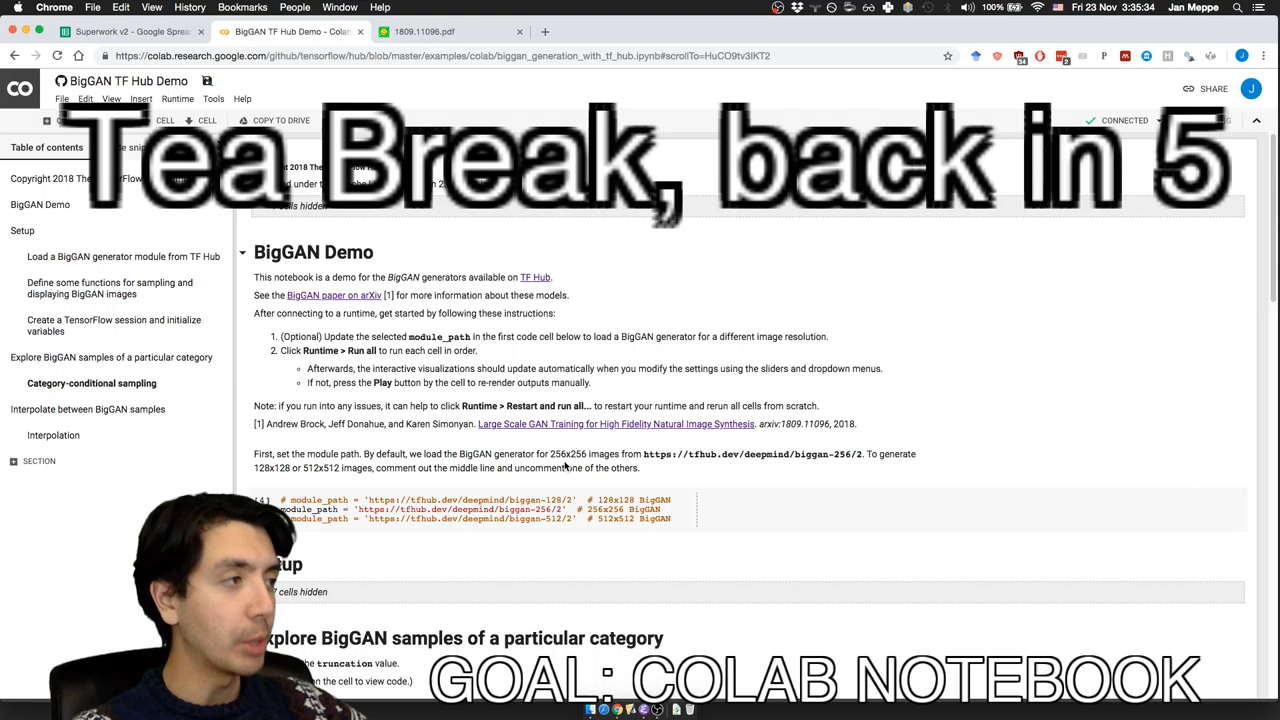 Chrome File Edit View History Bookmarks People Window Help
100% Fri 23 Nov 03:35:34 Jan Meppe
Superwork v2 - Google Spread
BigGAN TF Hub Demo - Colab
1809.11096.pdf
https://colab.research.google.com/github/tensorflow/hub/blob/master/examples/colab/biggan_generation_with_tf_hub.ipynb#scrollTo=HuCO9tv3IKT2
CO
BigGAN TF Hub Demo
File Edit View Insert Runtime Tools Help
SHARE
J
CELL
CELL
COPY TO DRIVE
CONNECTED
Tea Break, back in 5
Table of contents
Copyright 2018 The
BigGAN Demo
Setup
Load a BigGAN generator module from TF Hub
Define some functions for sampling and
displaying BigGAN images
Create a TensorFlow session and initialize
variables
Explore BigGAN samples of a particular category
Category-conditional sampling
Interpolate between BigGAN samples
Interpolation
SECTION
cells hidden
BigGAN Demo
This notebook is a demo for the BigGAN generators available on TF Hub.
See the BigGAN paper on arXiv [1] for more information about these models.
After connecting to a runtime, get started by following these instructions:
1. (Optional) Update the selected module_path in the first code cell below to load a BigGAN generator for a different image resolution.
2. Click Runtime > Run all to run each cell in order.
Afterwards, the interactive visualizations should update automatically when you modify the settings using the sliders and dropdown menus.
If not, press the Play button by the cell to re-render outputs manually.
Note: if you run into any issues, it can help to click Runtime > Restart and run all... to restart your runtime and rerun all cells from scratch.
[1] Andrew Brock, Jeff Donahue, and Karen Simonyan. Large Scale GAN Training for High Fidelity Natural Image Synthesis. arxiv:1809.11096, 2018.
First, set the module path. By default, we load the BigGAN generator for 256x256 images from https://tfhub.dev/deepmind/biggan-256/2. To generate
128x128 or 512x512 images, comment out the middle line and uncomment one of the others.
[4] # module_path = 'https://tfhub.dev/deepmind/biggan-128/2' # 128x128 BigGAN
module_path = 'https://tfhub.dev/deepmind/biggan-256/2' # 256x256 BigGAN
module_path = 'https://tfhub.dev/deepmind/biggan-512/2' # 512x512 BigGAN
7 cells hidden
xplore BigGAN samples of a particular category
the truncation value.
on the cell to view code.)
GOAL: COLAB NOTEBOOK